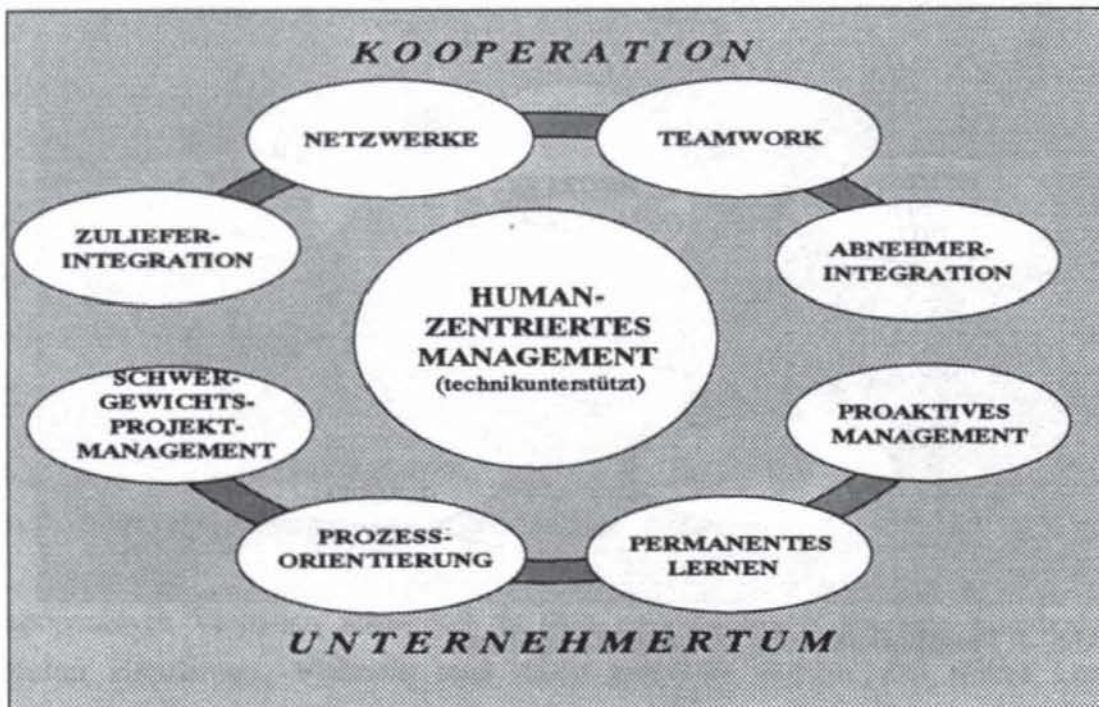 KOOPERATION
NETZWERKE
TEAMWORK
ZULIEFER-
INTEGRATION
ABNEHMER-
INTEGRATION
HUMAN-
ZENTRIERTES
MANAGEMENT
(technikunterstützt)
SCHWER-
GEWICHTS-
PROJEKT-
MANAGEMENT
PROAKTIVES
MANAGEMENT
PROZESS-
ORIENTIERUNG
PERMANENTES
LERNEN
UNTERNEHMERTUM